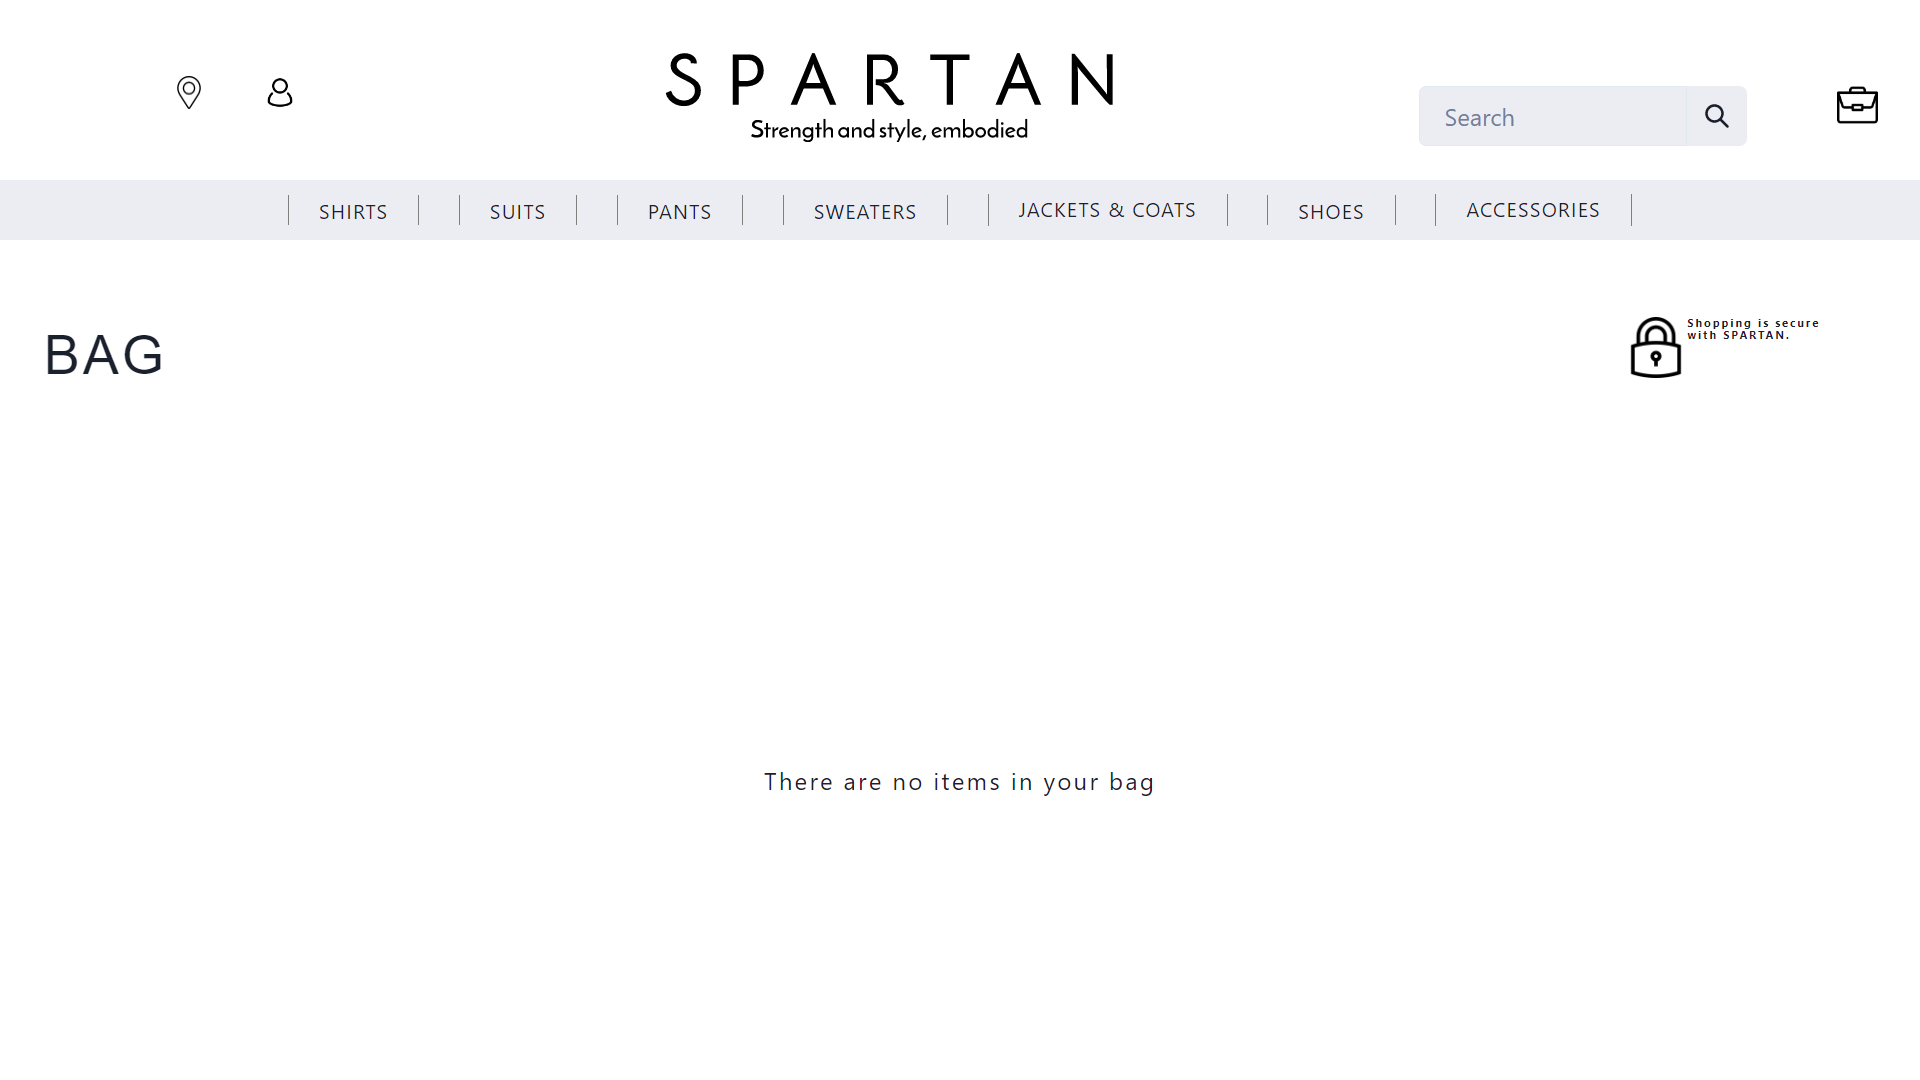 SPARTAN
Strength and style, embodied
Search
SHIRTS
SUITS
PANTS
SWEATERS
JACKETS & COATS
SHOES
ACCESSORIES
BAG
Shopping is secure
with SPARTAN.
There are no items in your bag